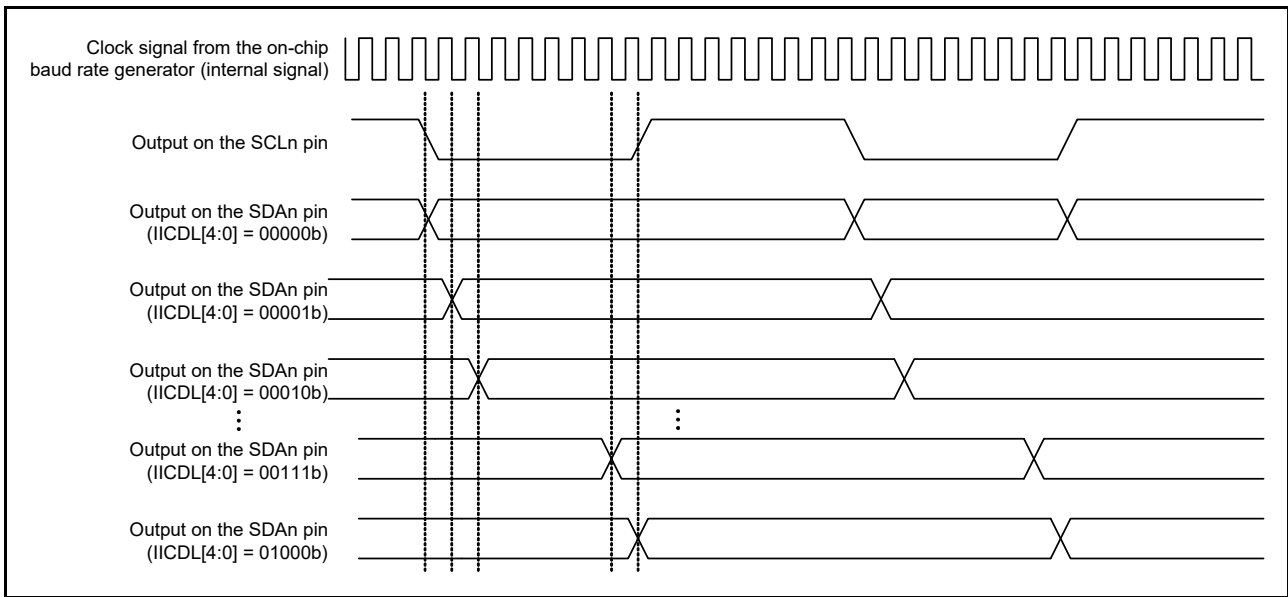 Clock signal from the on-chip
baud rate generator (internal signal)
Output on the SCLn pin
Output on the SDAn pin
(IICDL[4:0] = 00000b)
Output on the SDAn pin
(IICDL[4:0] = 00001b)
Output on the SDAn pin
(IICDL[4:0] = 00010b)
Output on the SDAn pin
(IICDL[4:0] = 00111b)
Output on the SDAn pin
(IICDL[4:0] = 01000b)